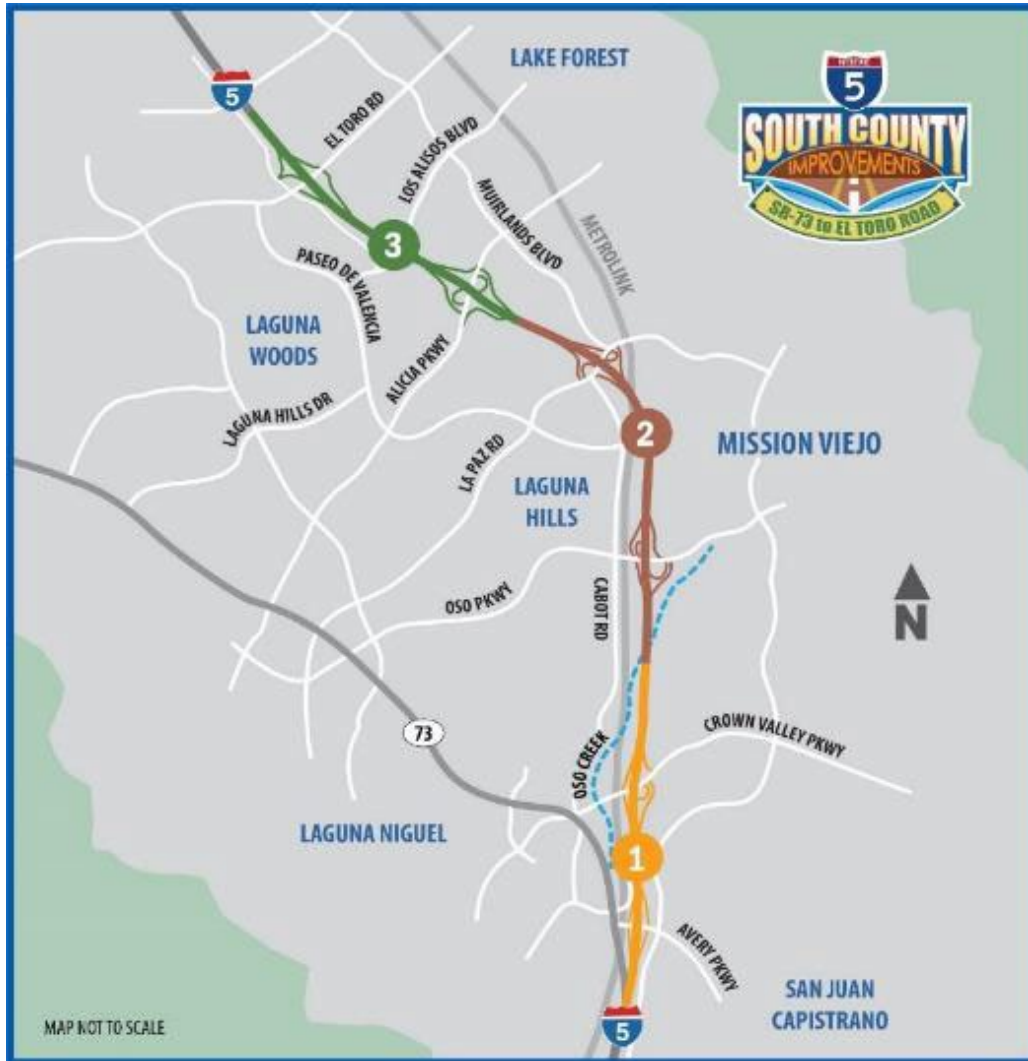 LAKE FOREST
INTERSTATE
5
SOUTH COUNTY
IMPROVEMENTS
SR-73 to EL TORO ROAD
5
EL TORO RD
LOS ALISOS BLVD
MUIRLANDS BLVD
METROLINK
3
PASEO DE VALENCIA
LAGUNA
WOODS
ALICIA PKWY
LAGUNA HILLS DR
2
MISSION VIEJO
LA PAZ RD
LAGUNA
HILLS
OSO PKWY
CABOT RD
N
73
CROWN VALLEY PKWY
OSO CREEK
LAGUNA NIGUEL
1
AVERY PKWY
SAN JUAN
CAPISTRANO
5
MAP NOT TO SCALE